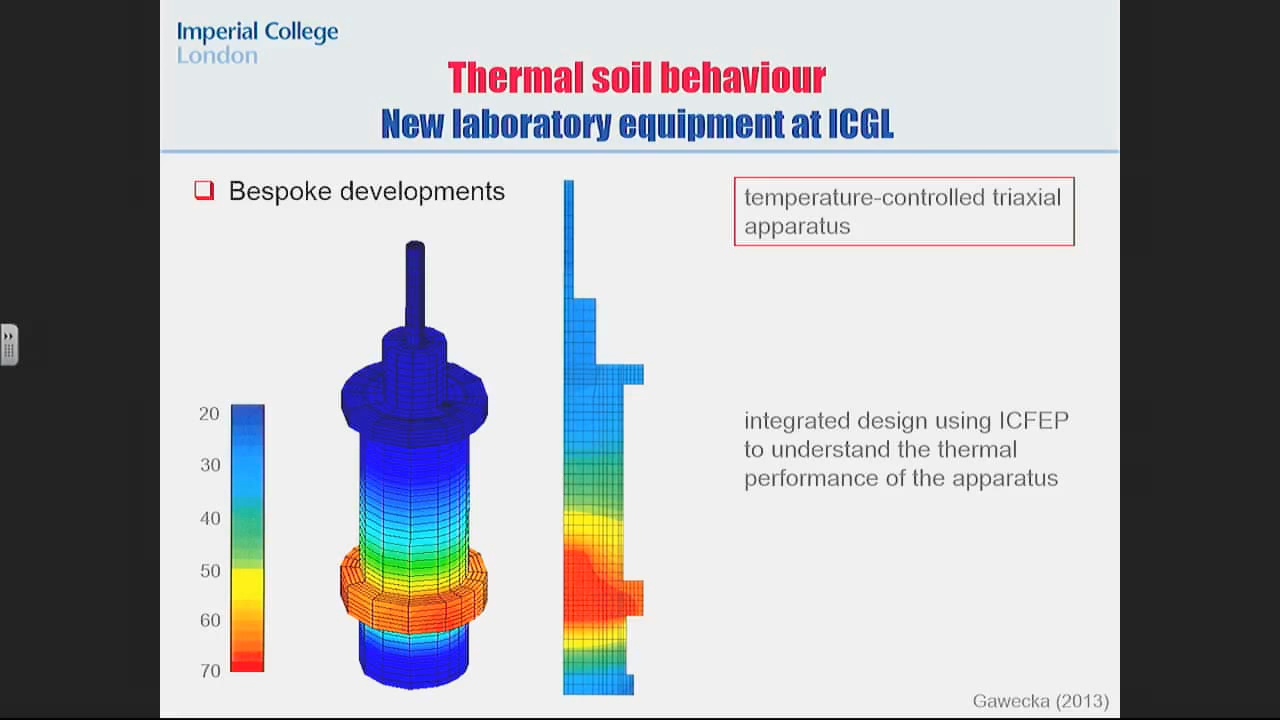 Imperial College
London
Thermal soil behaviour
New laboratory equipment at ICGL
Bespoke developments
temperature-controlled triaxial
apparatus
20
30
40
50
60
70
integrated design using ICFEP
to understand the thermal
performance of the apparatus
Gawecka (2013)